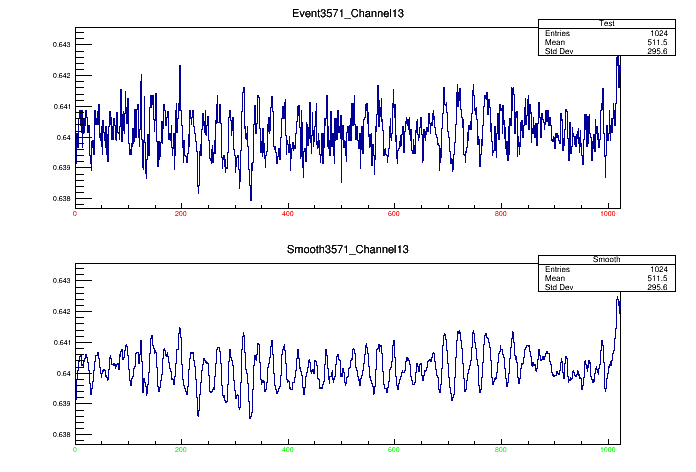 Event3571_Channel13
Test
Entries 1024
Mean 511.5
Std Dev 295.6
0.643
0.642
0.641
0.64
0.639
0.638
0 200 400 600 800 1000
Smooth3571_Channel13
Smooth
Entries 1024
Mean 511.5
Std Dev 295.6
0.643
0.642
0.641
0.64
0.639
0.638
0 200 400 600 800 1000